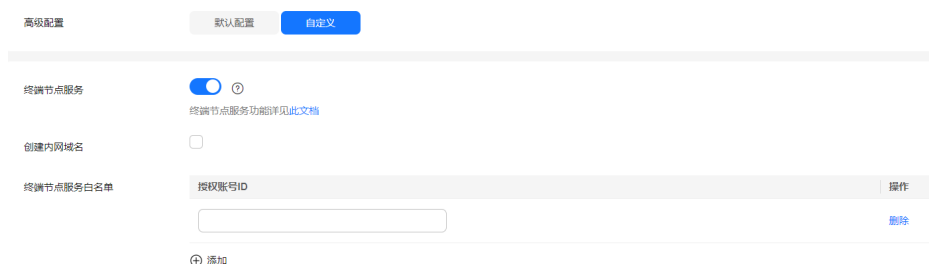 高级配置 默认配置 自定义
终端节点服务
终端节点服务功能详见此文档
创建内网域名
终端节点服务白名单 授权账号ID 操作
删除
添加